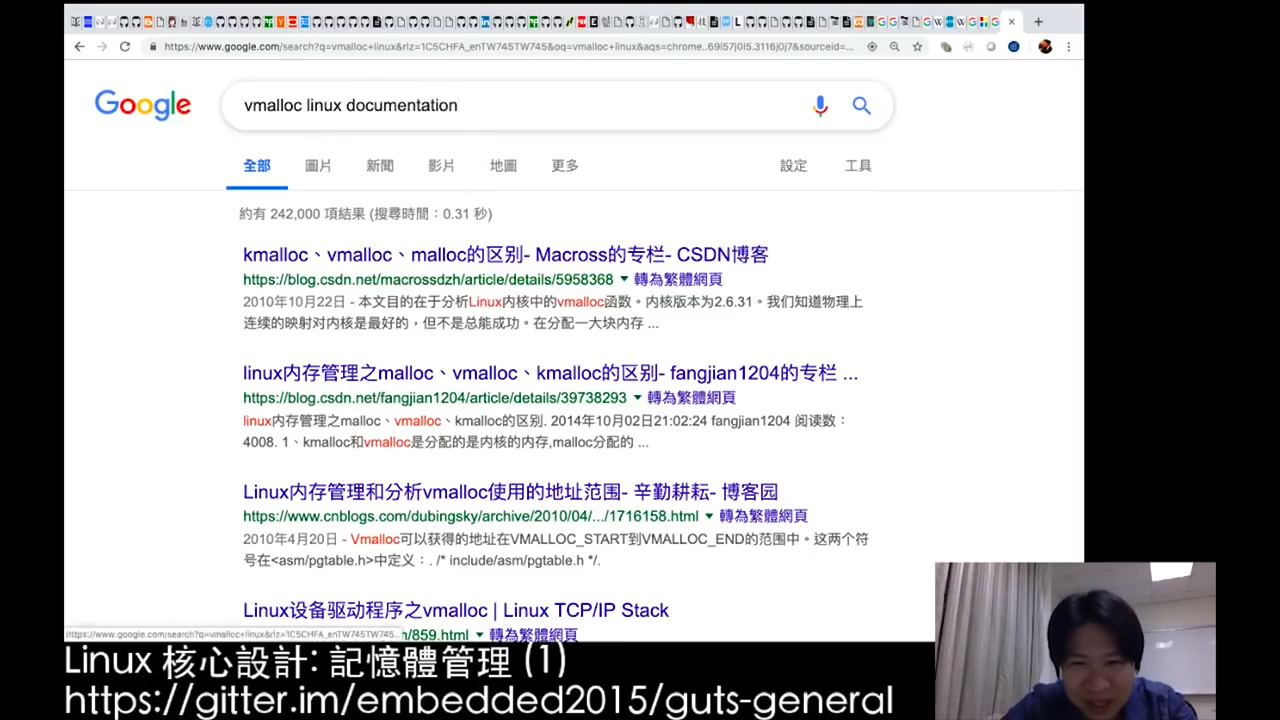 https://www.google.com/search?q=vmalloc+linux&rlz=1C5CHFA_enTW745TW745&oq=vmalloc+linux&aqs=chrome..69i57j0l5.3116j0j7&sourceid=...
Google
vmalloc linux documentation
全部 圖片 新聞 影片 地圖 更多 設定 工具
約有 242,000 項結果 (搜尋時間：0.31 秒)
kmalloc、vmalloc、malloc的区别- Macross的专栏- CSDN博客
https://blog.csdn.net/macrossdzh/article/details/5958368 ▼ 轉為繁體網頁
2010年10月22日 - 本文目的在于分析Linux内核中的vmalloc函数。内核版本为2.6.31。我们知道物理上
连续的映射对内核是最好的，但不是总能成功。在分配一大块内存 ...
linux内存管理之malloc、vmalloc、kmalloc的区别- fangjian1204的专栏 ...
https://blog.csdn.net/fangjian1204/article/details/39738293 ▼ 轉為繁體網頁
linux内存管理之malloc、vmalloc、kmalloc的区别. 2014年10月02日21:02:24 fangjian1204 阅读数：
4008. 1、kmalloc和vmalloc是分配的是内核的内存,malloc分配的 ...
Linux内存管理和分析vmalloc使用的地址范围- 辛勤耕耘- 博客园
https://www.cnblogs.com/dubingsky/archive/2010/04/.../1716158.html ▼ 轉為繁體網頁
2010年4月20日 - Vmalloc可以获得的地址在VMALLOC_START到VMALLOC_END的范围中。这两个符
号在<asm/pgtable.h>中定义：. /* include/asm/pgtable.h */.
Linux设备驱动程序之vmalloc | Linux TCP/IP Stack
https://www.google.com/search?q=vmalloc+linux&rlz=1C5CHFA_enTW745TW745... /859.html ▼ 轉為繁體網頁
Linux 核心設計: 記憶體管理 (1)
https://gitter.im/embedded2015/guts-general